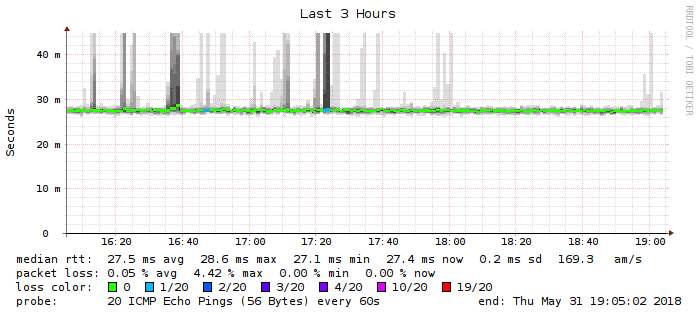 Last 3 Hours
RRDTOOL / TOBI OETIKER
Seconds
40 m
30 m
20 m
10 m
0
16:20 16:40 17:00 17:20 17:40 18:00 18:20 18:40 19:00
median rtt: 27.5 ms avg 28.6 ms max 27.1 ms min 27.4 ms now 0.2 ms sd 169.3 am/s
packet loss: 0.05 % avg 4.42 % max 0.00 % min 0.00 % now
loss color: 0 1/20 2/20 3/20 4/20 10/20 19/20
probe: 20 ICMP Echo Pings (56 Bytes) every 60s end: Thu May 31 19:05:02 2018